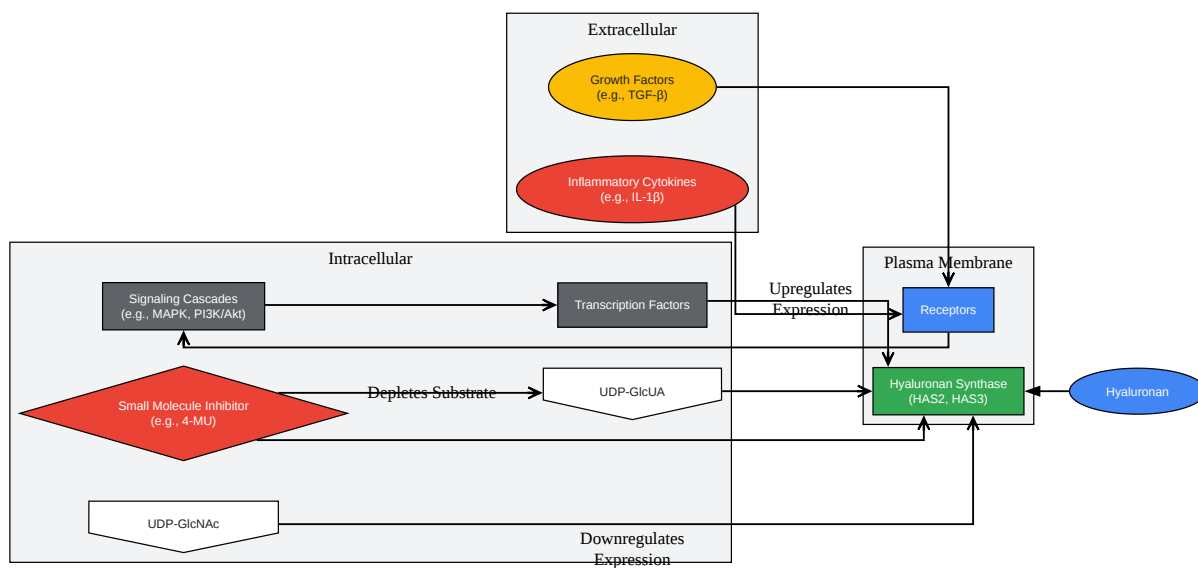 Extracellular
Growth Factors
(e.g., TGF-β)
Inflammatory Cytokines
(e.g., IL-1β)
Intracellular
Plasma Membrane
Signaling Cascades
(e.g., MAPK, PI3K/Akt)
Transcription Factors
Upregulates
Expression
Receptors
Small Molecule Inhibitor
(e.g., 4-MU)
Depletes Substrate
UDP-GlcUA
Hyaluronan Synthase
(HAS2, HAS3)
Hyaluronan
UDP-GlcNAc
Downregulates
Expression